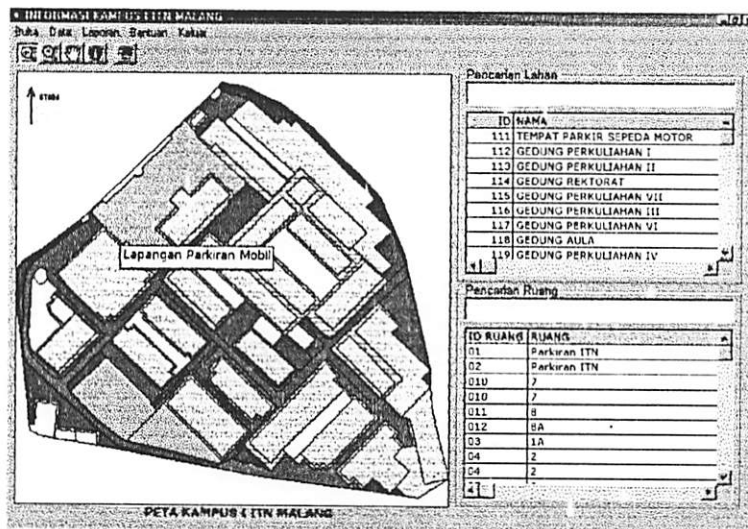 INFORMASI KAMPUS I ITN MALANG
Buka Data Laporan Bantuan Keluar
UTARA
Lapangan Parkiran Mobil
PETA KAMPUS I ITN MALANG
Pencarian Lahan
ID NAMA
111 TEMPAT PARKIR SEPEDA MOTOR
112 GEDUNG PERKULIAHAN I
113 GEDUNG PERKULIAHAN II
114 GEDUNG REKTORAT
115 GEDUNG PERKULIAHAN VII
116 GEDUNG PERKULIAHAN III
117 GEDUNG PERKULIAHAN VI
118 GEDUNG AULA
119 GEDUNG PERKULIAHAN IV
Pencarian Ruang
ID RUANG RUANG
01 Parkiran ITN
02 Parkiran ITN
010 7
010 7
011 8
012 8A
03 1A
04 2
04 2